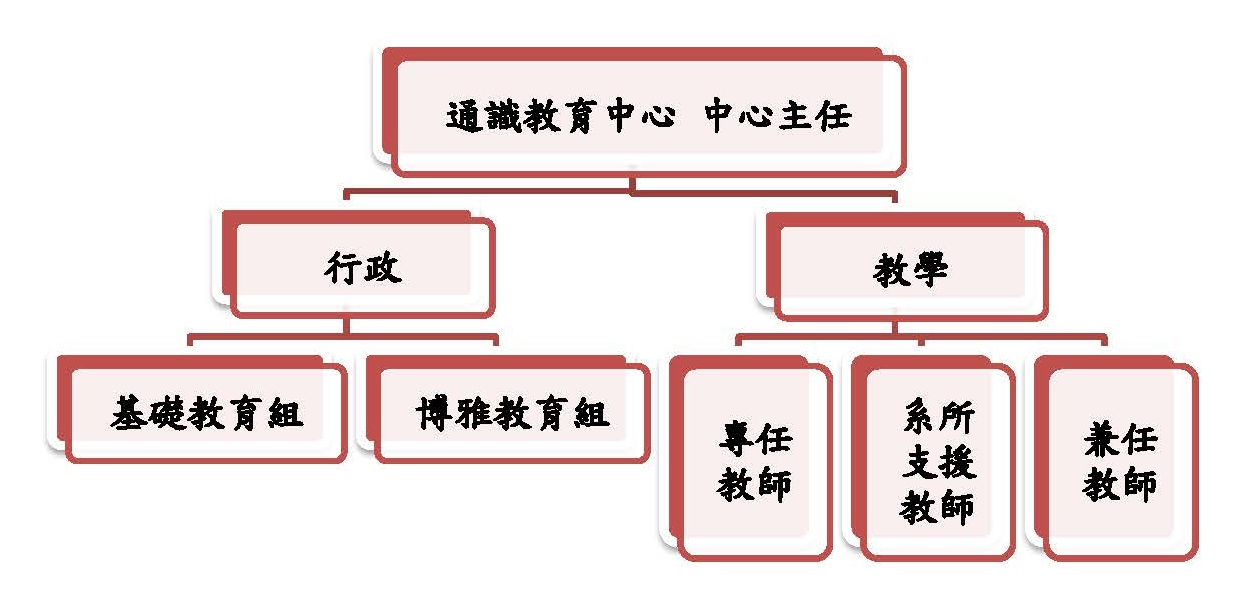 通識教育中心 中心主任
行政
教學
基礎教育組
博雅教育組
專任
教師
系所
支援
教師
兼任
教師